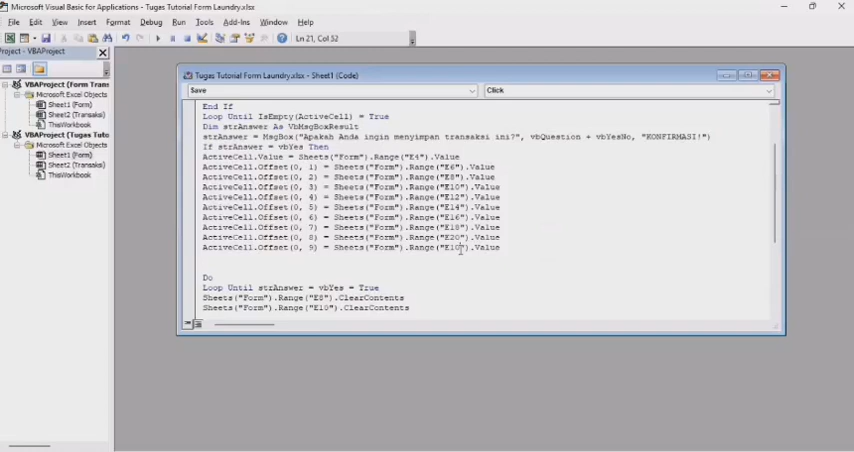 Microsoft Visual Basic for Applications - Tugas Tutorial Form Laundry.xlsx
File Edit View Insert Format Debug Run Tools Add-Ins Window Help
Ln 21, Col 52
Project - VBAProject
VBAProject (Form Tran
Microsoft Excel Objects
Sheet1 (Form)
Sheet2 (Transaksi)
ThisWorkbook
VBAProject (Tugas Tuto
Microsoft Excel Objects
Sheet1 (Form)
Sheet2 (Transaksi)
ThisWorkbook
Tugas Tutorial Form Laundry.xlsx - Sheet1 (Code)
Save
Click
End If
Loop Until IsEmpty(ActiveCell) = True
Dim strAnswer As VbMsgBoxResult
strAnswer = MsgBox("Apakah Anda ingin menyimpan transaksi ini?", vbQuestion + vbYesNo, "KONFIRMASI!")
If strAnswer = vbYes Then
ActiveCell.Value = Sheets("Form").Range("E4").Value
ActiveCell.Offset(0, 1) = Sheets("Form").Range("E6").Value
ActiveCell.Offset(0, 2) = Sheets("Form").Range("E8").Value
ActiveCell.Offset(0, 3) = Sheets("Form").Range("E10").Value
ActiveCell.Offset(0, 4) = Sheets("Form").Range("E12").Value
ActiveCell.Offset(0, 5) = Sheets("Form").Range("E14").Value
ActiveCell.Offset(0, 6) = Sheets("Form").Range("E16").Value
ActiveCell.Offset(0, 7) = Sheets("Form").Range("E18").Value
ActiveCell.Offset(0, 8) = Sheets("Form").Range("E20").Value
ActiveCell.Offset(0, 9) = Sheets("Form").Range("E10").Value
Do
Loop Until strAnswer = vbYes = True
Sheets("Form").Range("E8").ClearContents
Sheets("Form").Range("E10").ClearContents